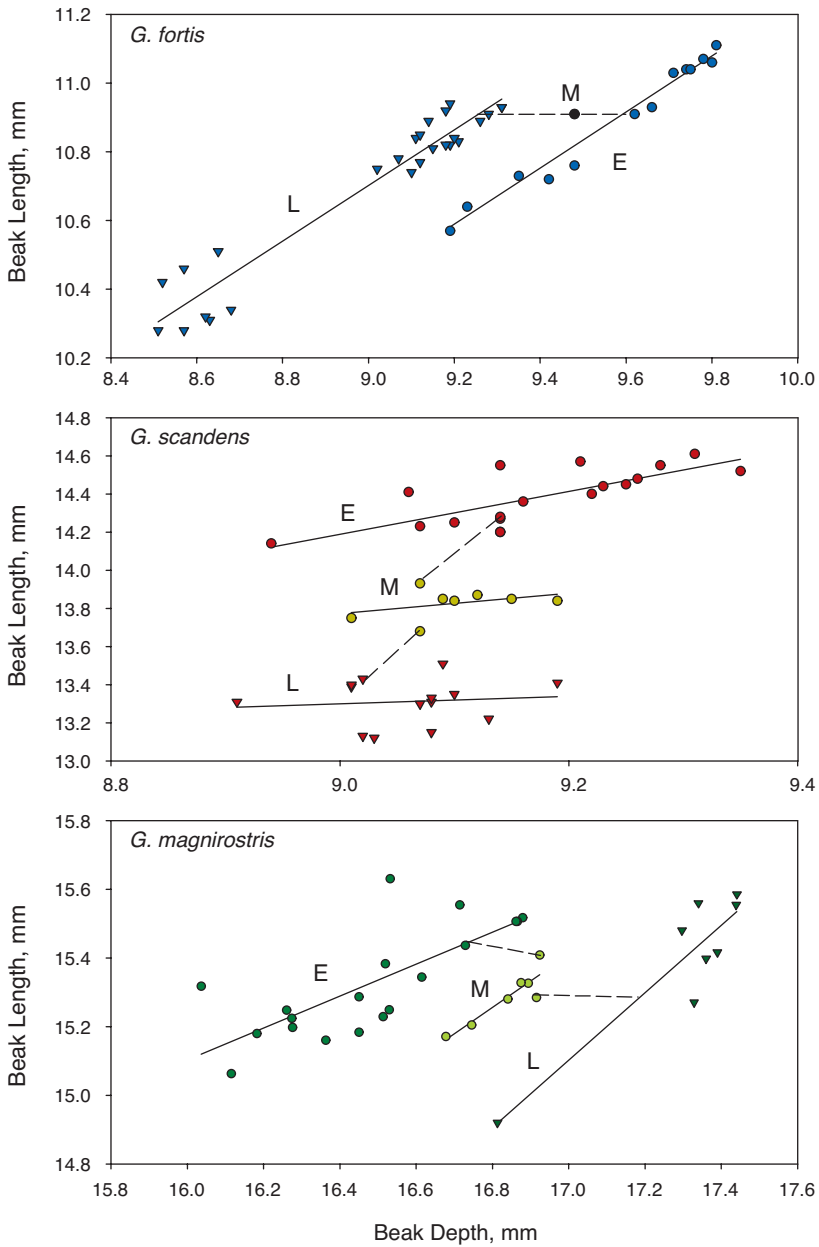 G. fortis
11.2
11.0
10.8
10.6
10.4
10.2
Beak Length, mm
L
M
E
8.4 8.6 8.8 9.0 9.2 9.4 9.6 9.8 10.0
G. scandens
14.8
14.6
14.4
14.2
14.0
13.8
13.6
13.4
13.2
13.0
Beak Length, mm
E
M
L
8.8 9.0 9.2 9.4
G. magnirostris
15.8
15.6
15.4
15.2
15.0
14.8
Beak Length, mm
E
M
L
15.8 16.0 16.2 16.4 16.6 16.8 17.0 17.2 17.4 17.6
Beak Depth, mm